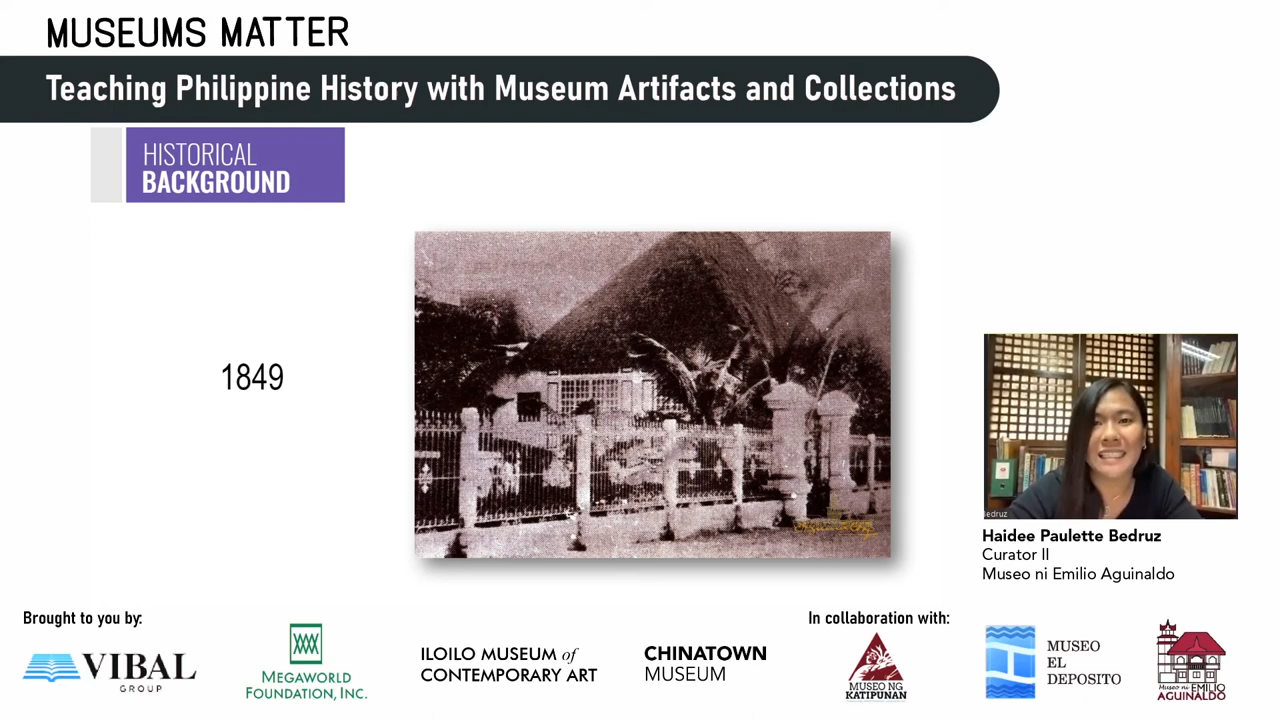 MUSEUMS MATTER
Teaching Philippine History with Museum Artifacts and Collections
HISTORICAL
BACKGROUND
1849
Bedruz
Haidee Paulette Bedruz
Curator II
Museo ni Emilio Aguinaldo
Brought to you by:
In collaboration with:
VIBAL
GROUP
MEGAWORLD
FOUNDATION, INC.
ILOILO MUSEUM of
CONTEMPORARY ART
CHINATOWN
MUSEUM
MUSEO NG
KATIPUNAN
MUSEO
EL
DEPOSITO
Museo ni EMILIO
AGUINALDO